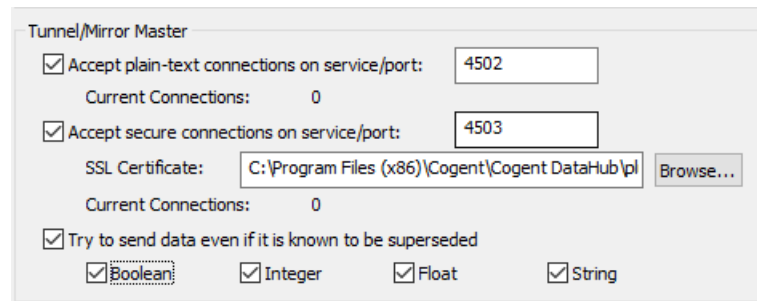 Tunnel/Mirror Master
Accept plain-text connections on service/port: 4502
Current Connections: 0
Accept secure connections on service/port: 4503
SSL Certificate: C:\Program Files (x86)\Cogent\Cogent DataHub\pl Browse...
Current Connections: 0
Try to send data even if it is known to be superseded
Boolean Integer Float String